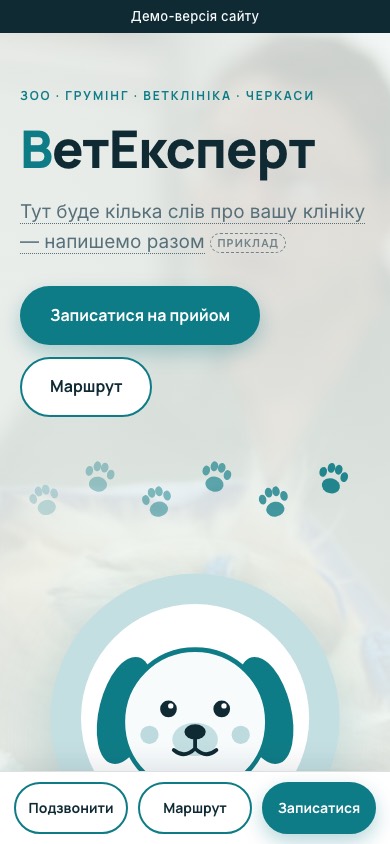 Демо-версія сайту
ЗОО · ГРУМІНГ · ВЕТКЛІНІКА · ЧЕРКАСИ
ВетЕксперт
Тут буде кілька слів про вашу клініку
— напишемо разом ПРИКЛАД
Записатися на прийом
Маршрут
Подзвонити Маршрут Записатися